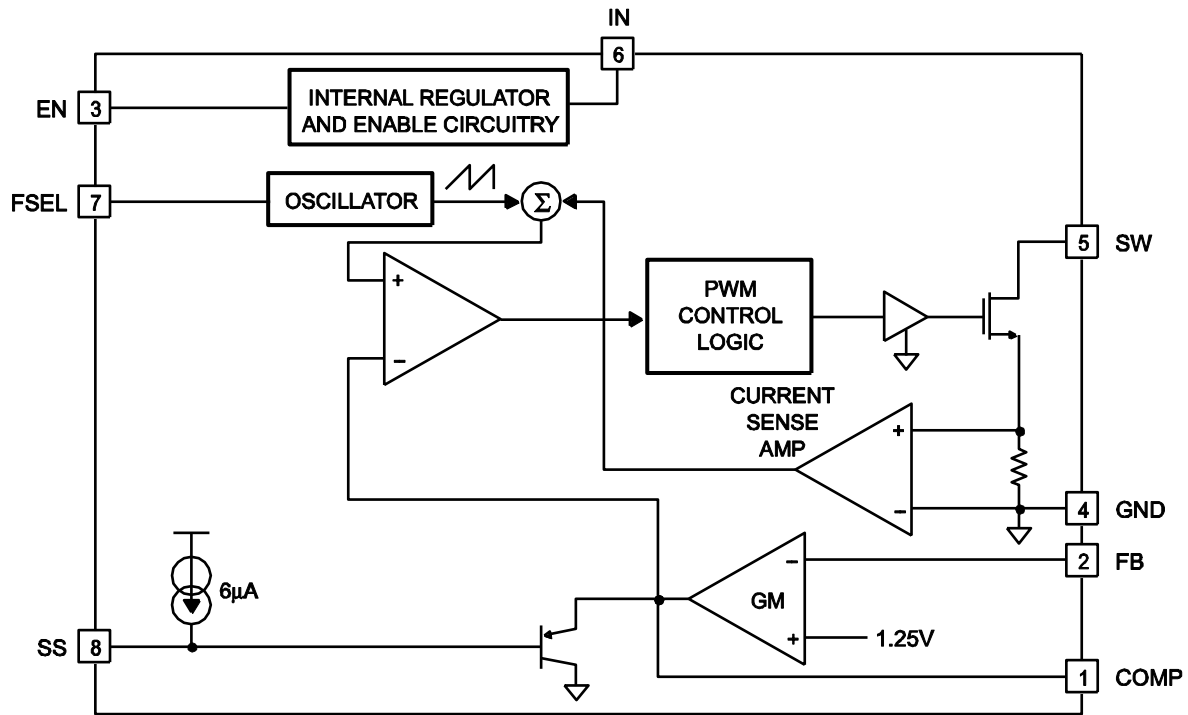 IN
6
EN 3
INTERNAL REGULATOR
AND ENABLE CIRCUITRY
FSEL 7
OSCILLATOR
Σ
5 SW
+
−
PWM
CONTROL
LOGIC
CURRENT
SENSE
AMP
+
−
4 GND
2 FB
−
GM
+
1.25V
6µA
SS 8
1 COMP